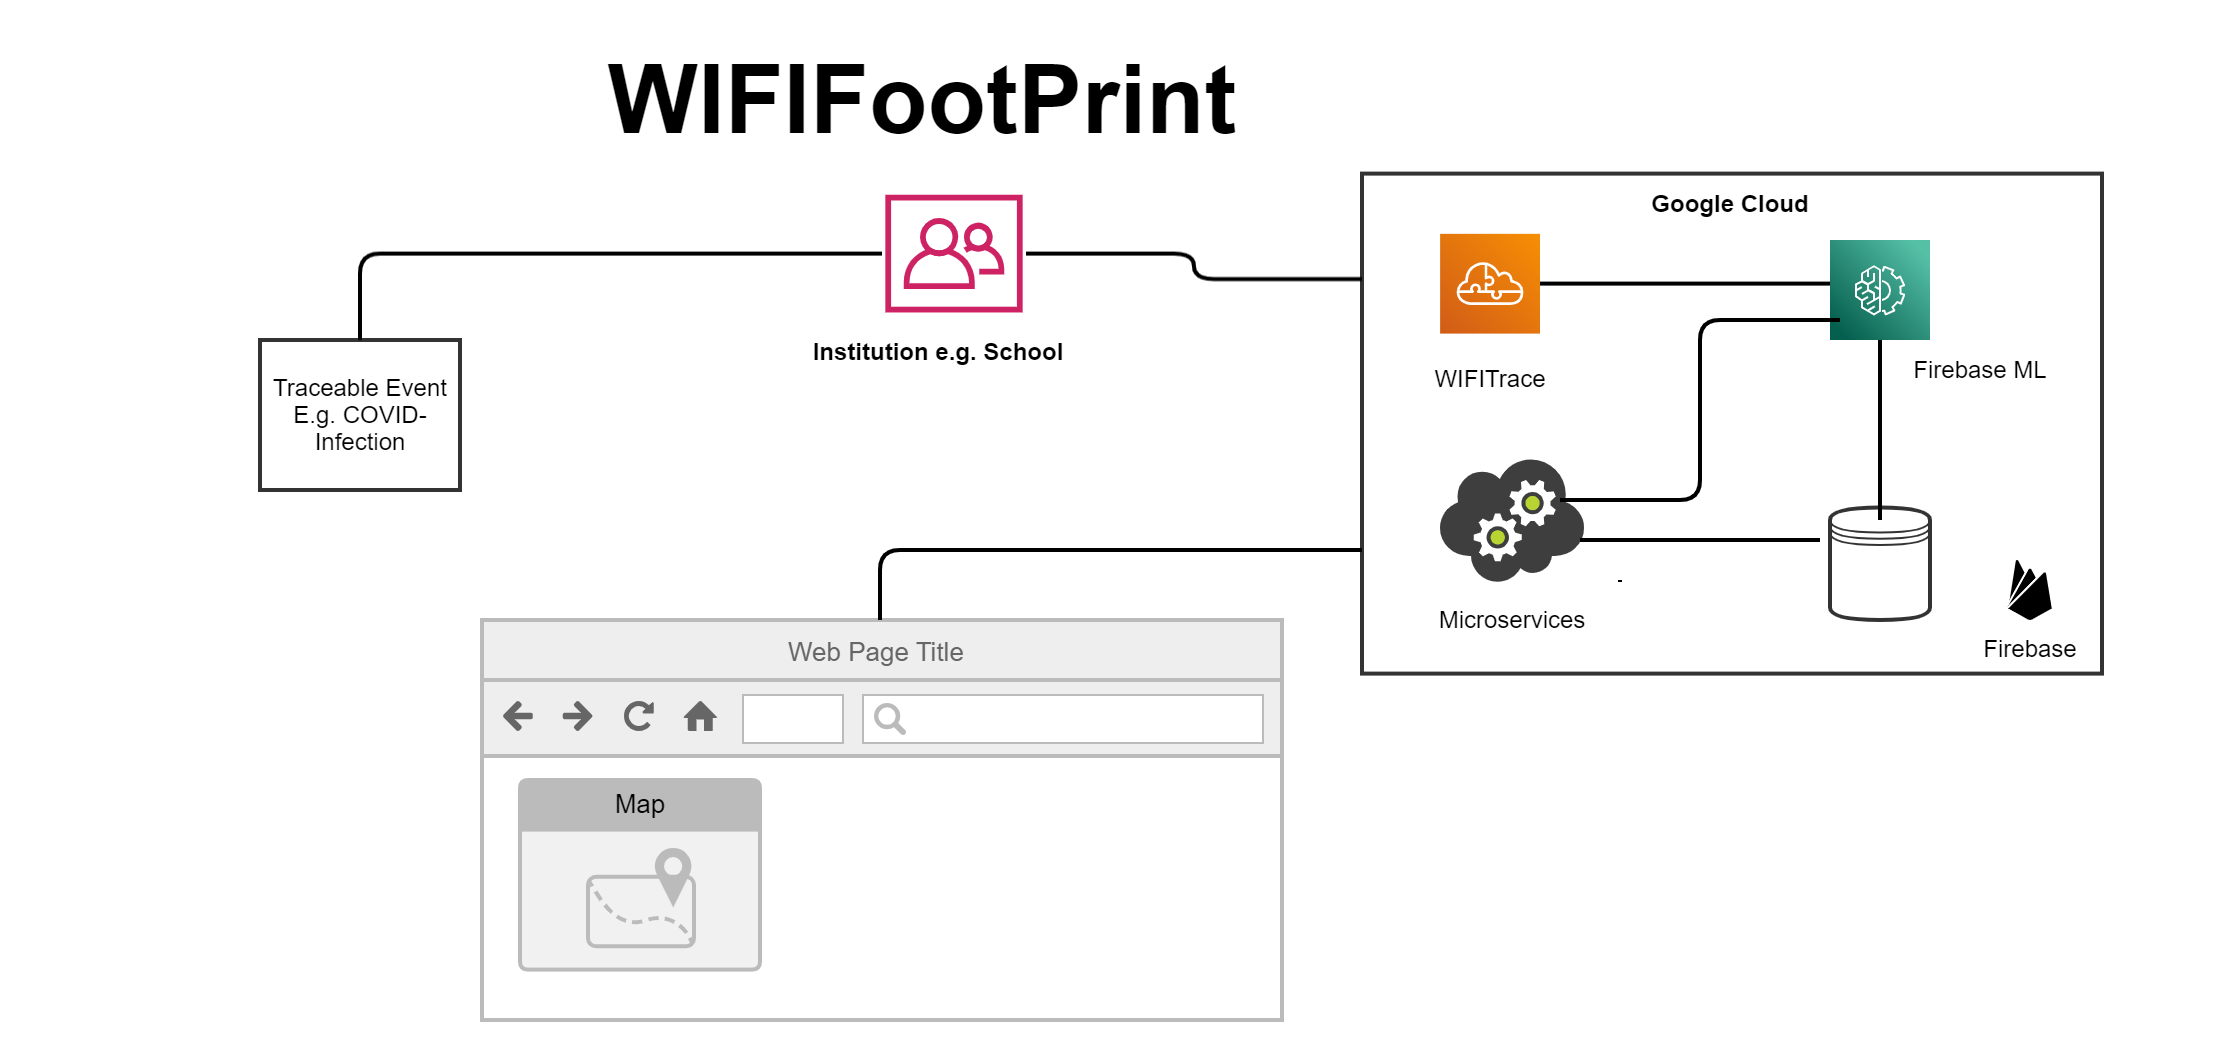 WIFIFootPrint
Google Cloud
Institution e.g. School
Traceable Event
E.g. COVID-
Infection
WIFITrace
Firebase ML
Microservices
-
Firebase
Web Page Title
Map